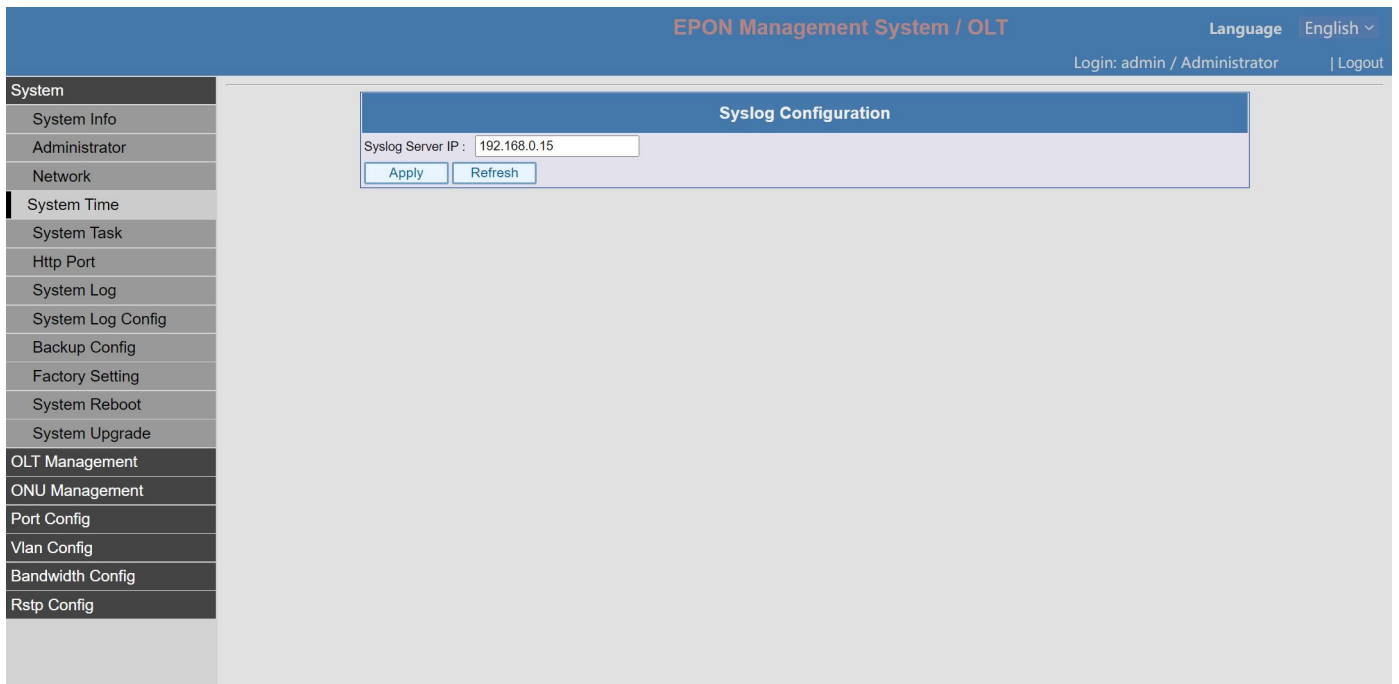 EPON Management System / OLT
Language English
Login: admin / Administrator | Logout
System
System Info
Administrator
Network
System Time
System Task
Http Port
System Log
System Log Config
Backup Config
Factory Setting
System Reboot
System Upgrade
OLT Management
ONU Management
Port Config
Vlan Config
Bandwidth Config
Rstp Config
Syslog Configuration
Syslog Server IP : 192.168.0.15
Apply Refresh